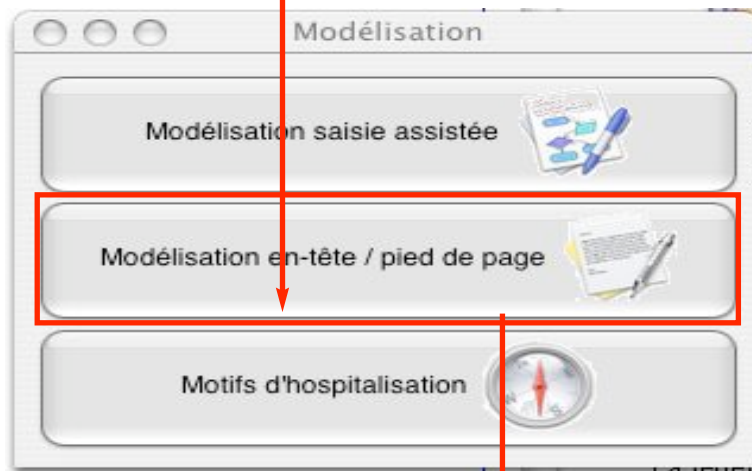 Modélisation
Modélisation saisie assistée
Modélisation en-tête / pied de page
Motifs d'hospitalisation